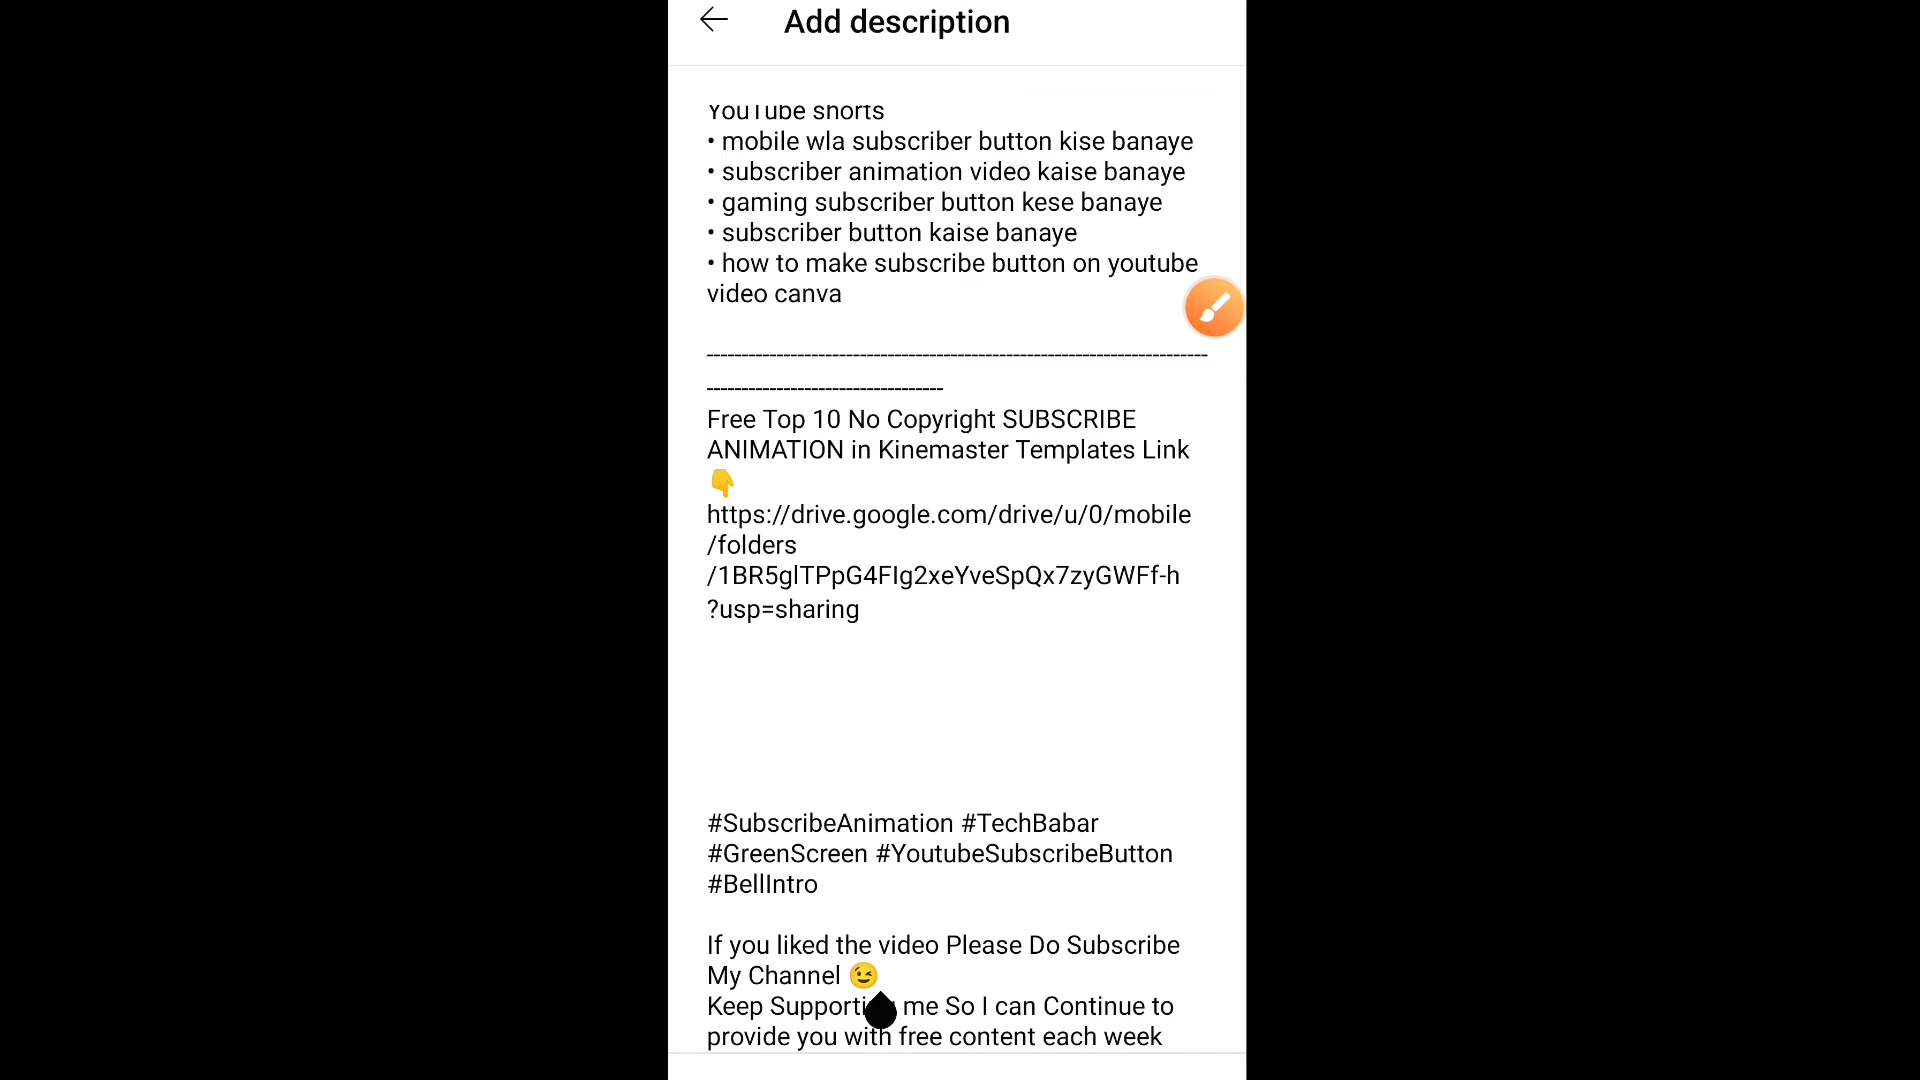 Add description
YouTube shorts
• mobile wla subscriber button kise banaye
• subscriber animation video kaise banaye
• gaming subscriber button kese banaye
• subscriber button kaise banaye
• how to make subscribe button on youtube
video canva
------------------------------------------------------------------------
----------------------------------
Free Top 10 No Copyright SUBSCRIBE
ANIMATION in Kinemaster Templates Link
👇
https://drive.google.com/drive/u/0/mobile
/folders
/1BR5glTPpG4FIg2xeYveSpQx7zyGWFf-h
?usp=sharing
#SubscribeAnimation #TechBabar
#GreenScreen #YoutubeSubscribeButton
#BellIntro
If you liked the video Please Do Subscribe
My Channel 😉
Keep Supporting me So I can Continue to
provide you with free content each week